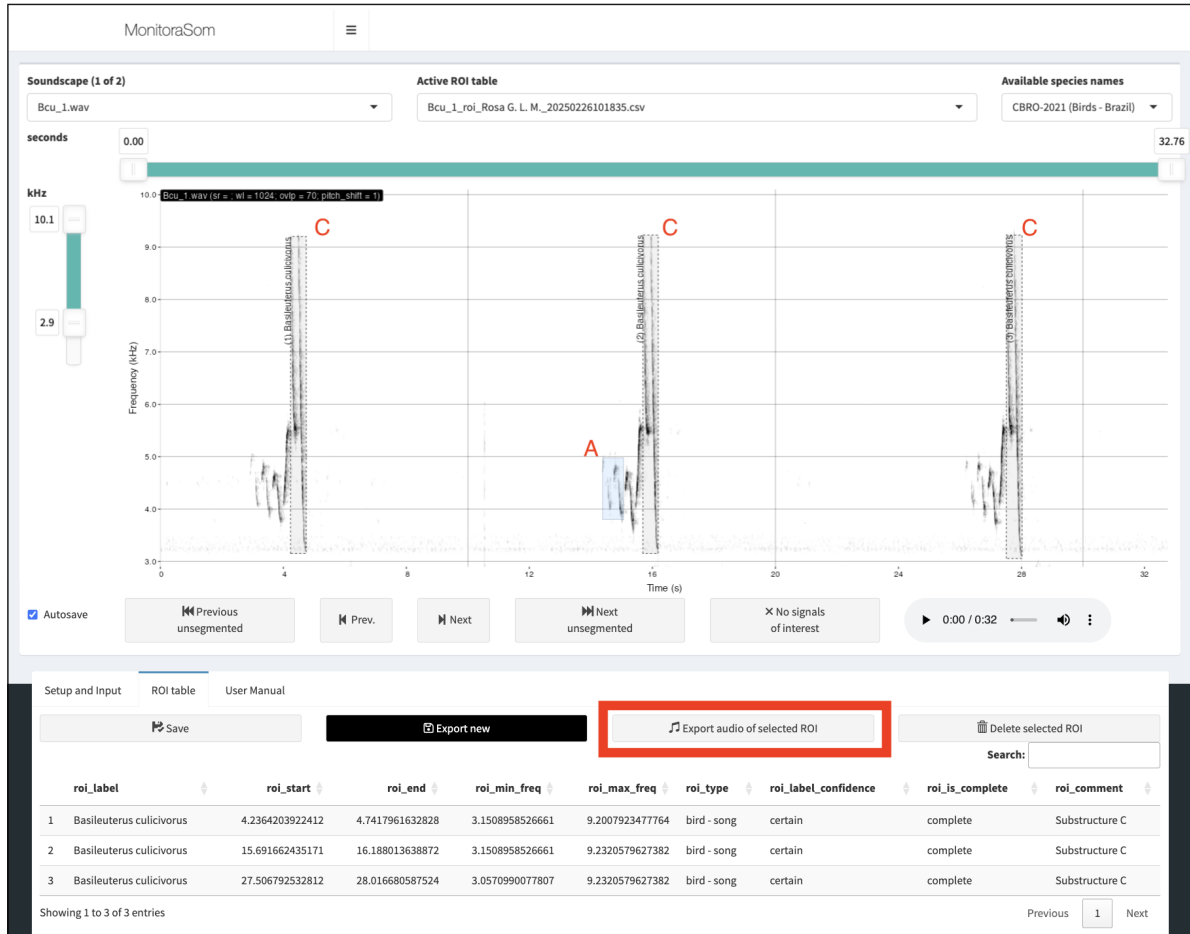 MonitoraSom
Soundscape (1 of 2) Active ROI table Available species names
Bcu_1.wav Bcu_1_roi_Rosa G. L. M._20250226101835.csv CBRO-2021 (Birds - Brazil)
seconds 0.00 32.76
kHz
10.1
2.9
Bcu_1.wav (sr = ; wl = 1024; ovlp = 70; pitch_shift = 1)
10.0
9.0
8.0
7.0
6.0
5.0
4.0
3.0
Frequency (kHz)
C C C
A
(1) Basileuterus culicivorus
(2) Basileuterus culicivorus
(3) Basileuterus culicivorus
0 4 8 12 16 20 24 28 32
Time (s)
Autosave
Previous unsegmented
Prev.
Next
Next unsegmented
No signals of interest
0:00 / 0:32
Setup and Input ROI table User Manual
Save Export new Export audio of selected ROI Delete selected ROI
Search:
roi_label roi_start roi_end roi_min_freq roi_max_freq roi_type roi_label_confidence roi_is_complete roi_comment
1 Basileuterus culicivorus 4.2364203922412 4.7417961632828 3.1508958526661 9.2007923477764 bird - song certain complete Substructure C
2 Basileuterus culicivorus 15.691662435171 16.188013638872 3.1508958526661 9.2320579627382 bird - song certain complete Substructure C
3 Basileuterus culicivorus 27.506792532812 28.016680587524 3.0570990077807 9.2320579627382 bird - song certain complete Substructure C
Showing 1 to 3 of 3 entries
Previous 1 Next